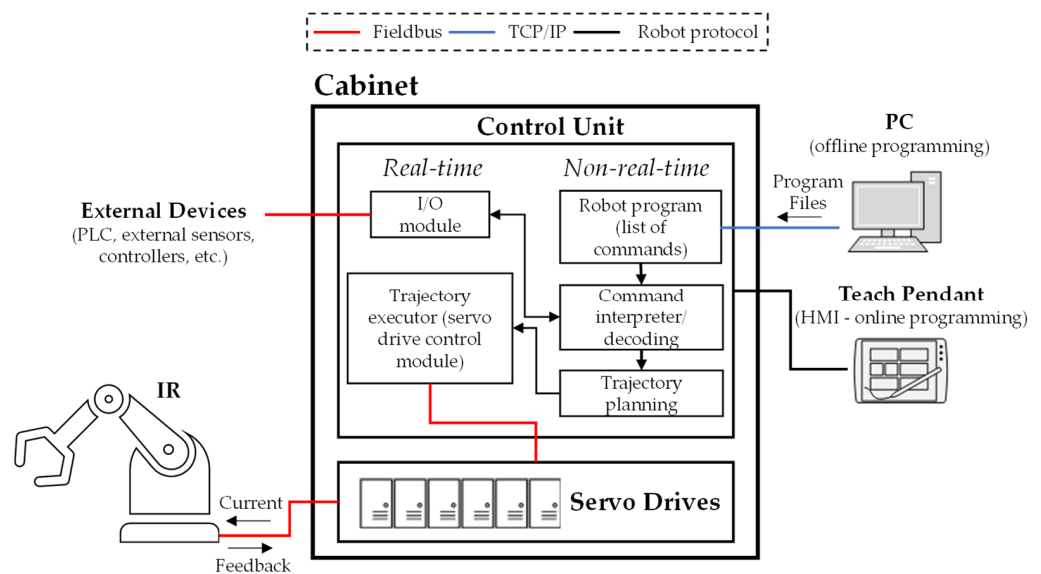 Fieldbus
TCP/IP
Robot protocol
Cabinet
Control Unit
Real-time
Non-real-time
I/O
module
Robot program
(list of
commands)
Trajectory
executor (servo
drive control
module)
Command
interpreter/
decoding
Trajectory
planning
Servo Drives
External Devices
(PLC, external sensors,
controllers, etc.)
PC
(offline programming)
Program
Files
Teach Pendant
(HMI - online programming)
IR
Current
Feedback